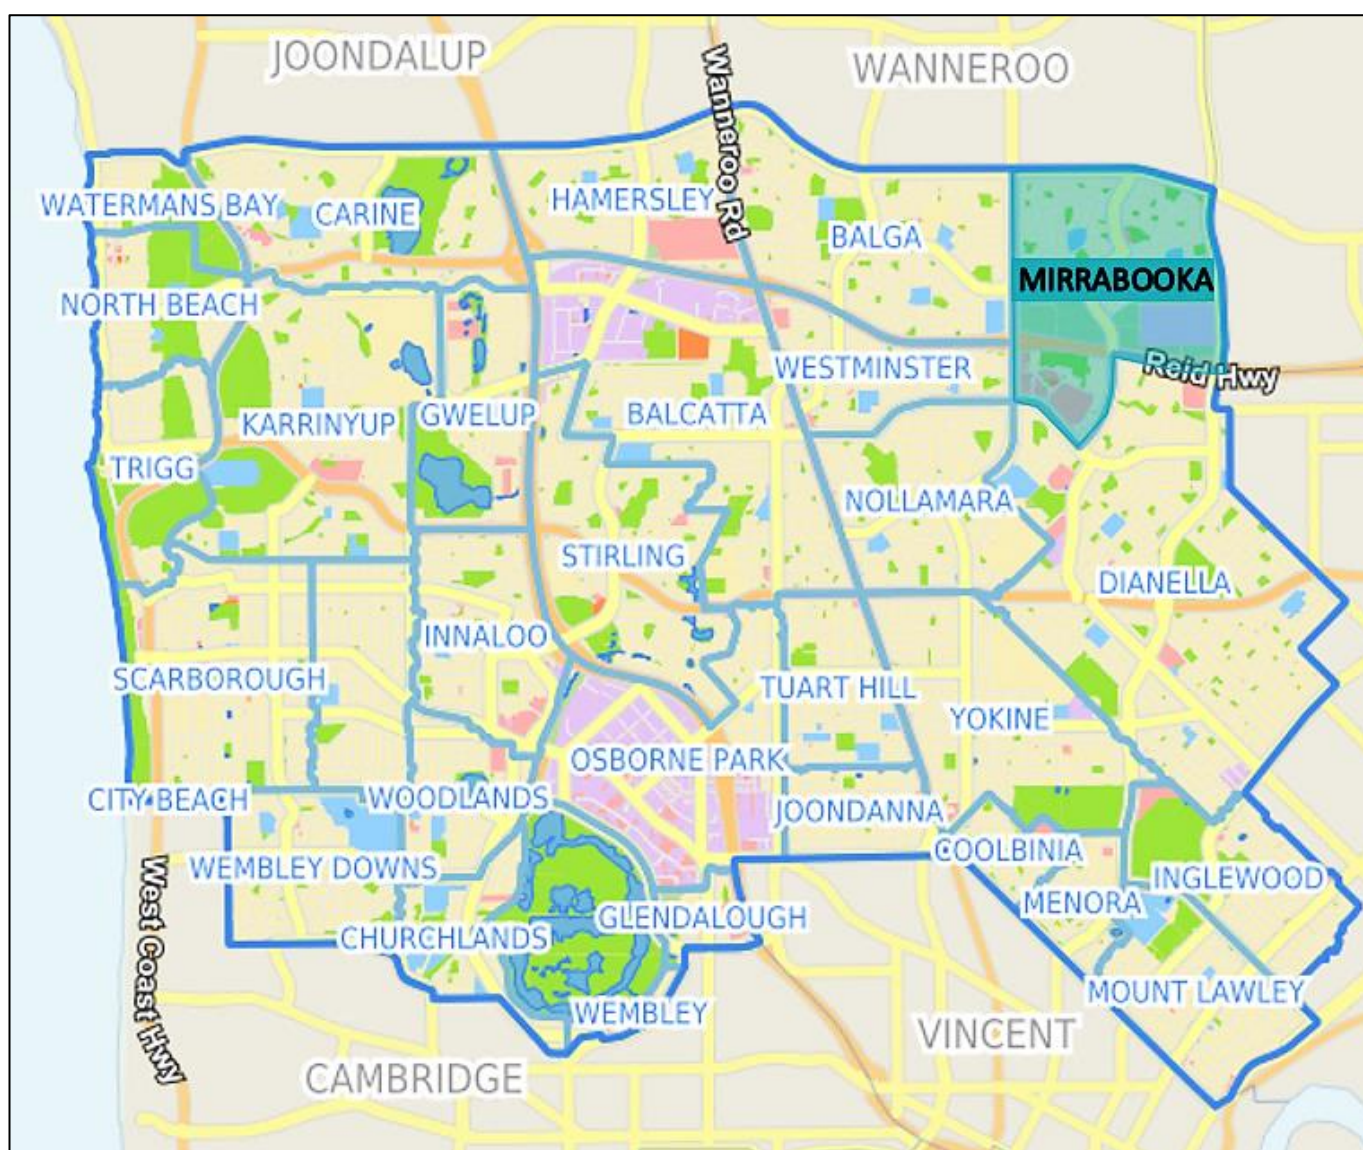 JOONDALUP
WANNEROO
Wanneroo Rd
WATERMANS BAY
CARINE
HAMERSLEY
BALGA
MIRRABOOKA
NORTH BEACH
WESTMINSTER
Reid Hwy
KARRINYUP
GWELUP
BALCATTA
TRIGG
NOLLAMARA
STIRLING
DIANELLA
INNALOO
SCARBOROUGH
TUART HILL
YOKINE
OSBORNE PARK
CITY BEACH
WOODLANDS
JOONDANNA
COOLBINIA
WEMBLEY DOWNS
INGLEWOOD
MENORA
West Coast Hwy
GLENDALOUGH
CHURCHLANDS
MOUNT LAWLEY
WEMBLEY
VINCENT
CAMBRIDGE